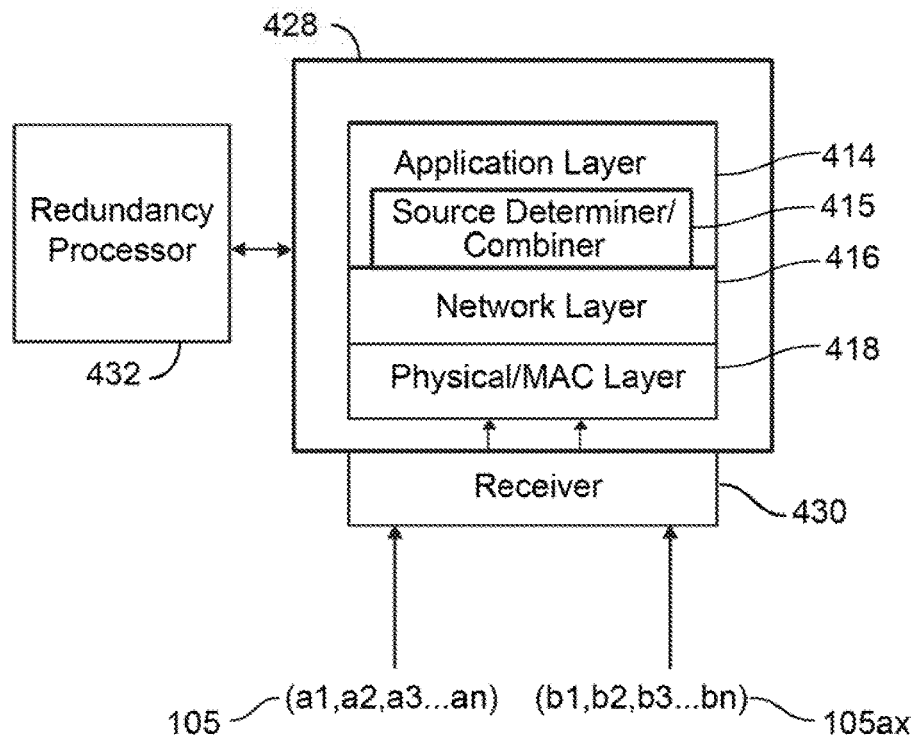 428
Redundancy
Processor
432
Application Layer
414
Source Determiner/
Combiner
415
416
Network Layer
Physical/MAC Layer
418
Receiver
430
105
(a1,a2,a3...an)
(b1,b2,b3...bn)
105ax